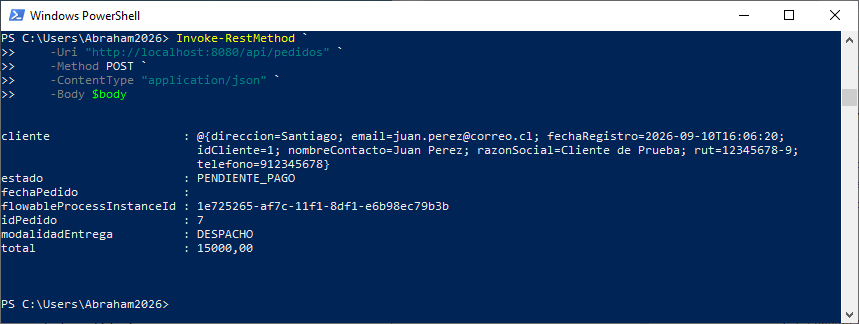 Windows PowerShell
PS C:\Users\Abraham2026> Invoke-RestMethod `
>>     -Uri "http://localhost:8080/api/pedidos" `
>>     -Method POST `
>>     -ContentType "application/json" `
>>     -Body $body
cliente                   : @{direccion=Santiago; email=juan.perez@correo.cl; fechaRegistro=2026-09-10T16:06:20;
                            idCliente=1; nombreContacto=Juan Perez; razonSocial=Cliente de Prueba; rut=12345678-9;
                            telefono=912345678}
estado                    : PENDIENTE_PAGO
fechaPedido               :
flowableProcessInstanceId : 1e725265-af7c-11f1-8df1-e6b98ec79b3b
idPedido                  : 7
modalidadEntrega          : DESPACHO
total                     : 15000,00
PS C:\Users\Abraham2026>